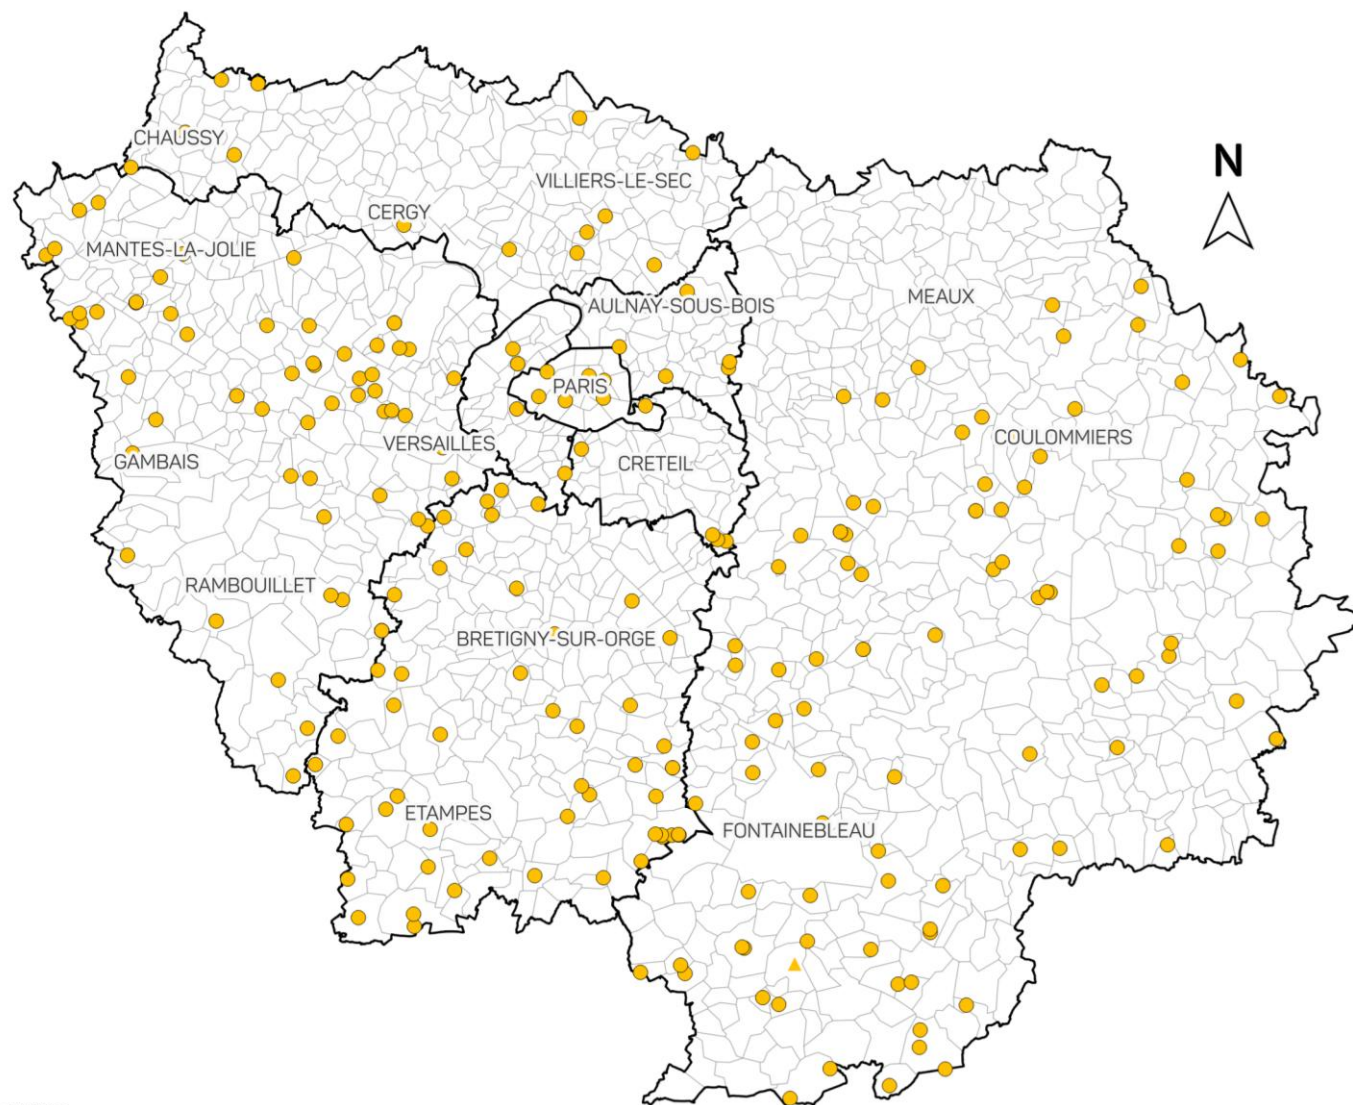 CHAUSSY
N
VILLIERS-LE-SEC
CERGY
MANTES-LA-JOLIE
MEAUX
AULNAY-SOUS-BOIS
PARIS
COULOMMIERS
VERSAILLES
GAMBAIS
CRETEIL
RAMBOUILLET
BRETIGNY-SUR-ORGE
ETAMPES
FONTAINEBLEAU